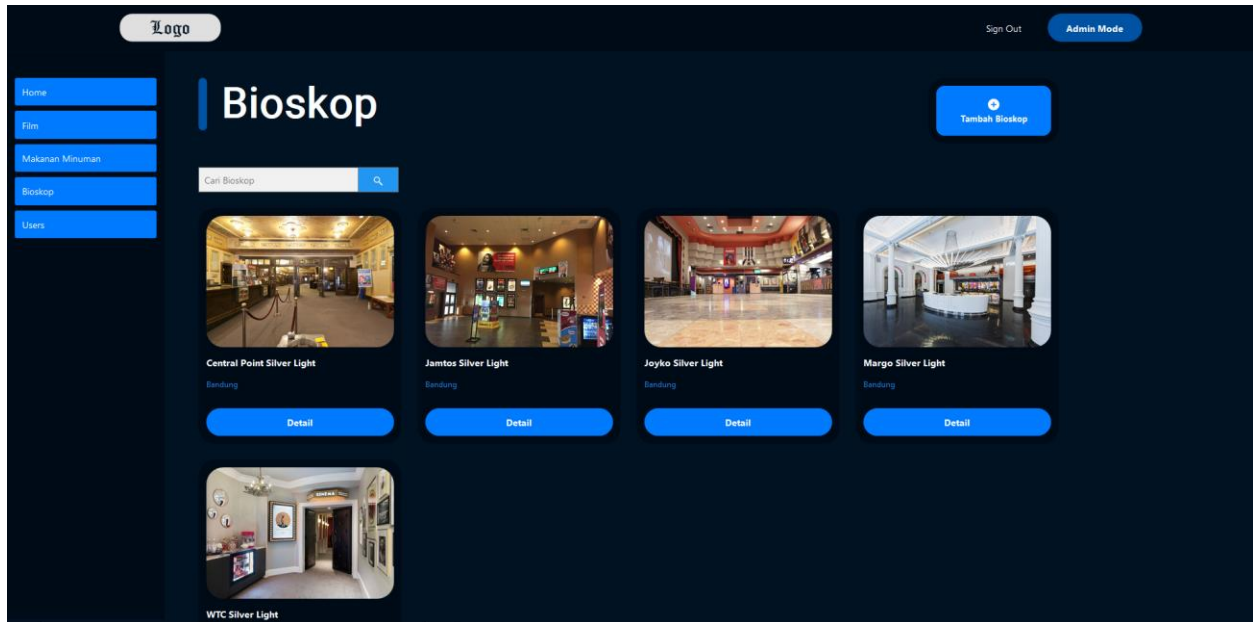 Logo
Sign Out
Admin Mode
Home
Film
Makanan Minuman
Bioskop
Users
Bioskop
Tambah Bioskop
Cari Bioskop
Central Point Silver Light
Bandung
Detail
Jamtos Silver Light
Bandung
Detail
Joyko Silver Light
Bandung
Detail
Margo Silver Light
Bandung
Detail
CINEMA
WTC Silver Light